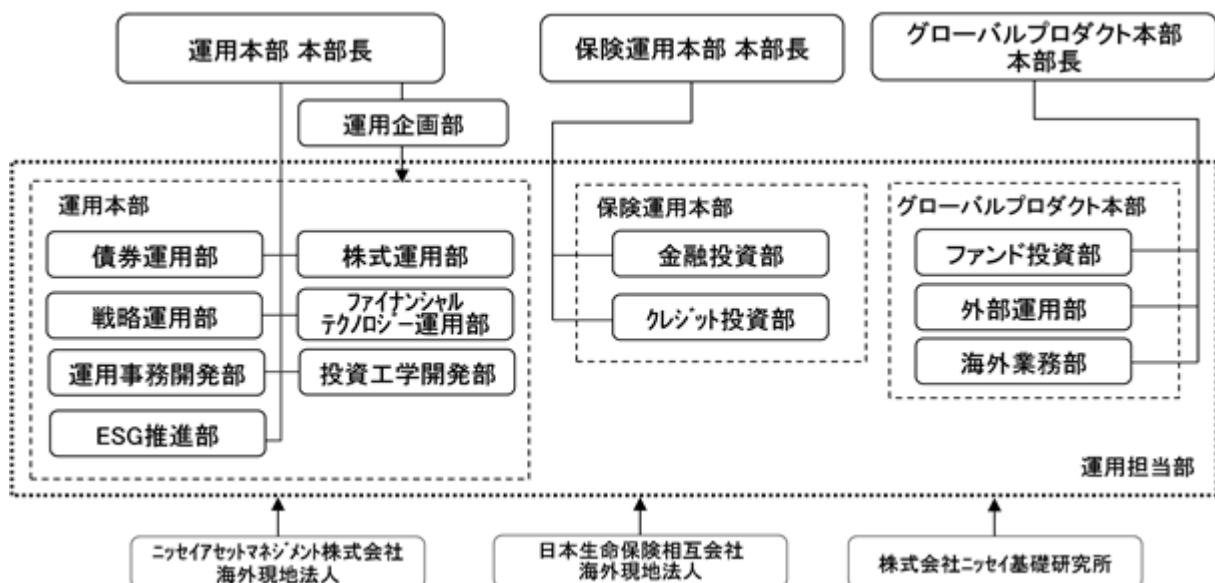 運用本部 本部長
保険運用本部 本部長
グローバルプロダクト本部
本部長
運用企画部
運用本部
債券運用部
株式運用部
戦略運用部
ファイナンシャル
テクノロジー運用部
運用事務開発部
投資工学開発部
ESG推進部
保険運用本部
金融投資部
クレジット投資部
グローバルプロダクト本部
ファンド投資部
外部運用部
海外業務部
運用担当部
ニッセイアセットマネジメント株式会社
海外現地法人
日本生命保険相互会社
海外現地法人
株式会社ニッセイ基礎研究所